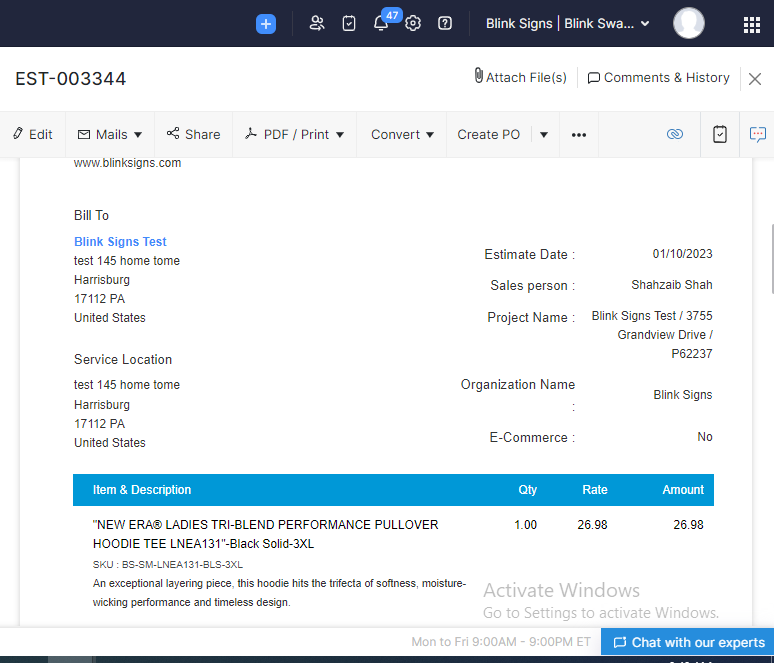 47
Blink Signs | Blink Swa...
EST-003344
Attach File(s)
Comments & History
Edit
Mails
Share
PDF / Print
Convert
Create PO
www.blinksigns.com
Bill To
Blink Signs Test
test 145 home tome
Harrisburg
17112 PA
United States
Estimate Date : 01/10/2023
Sales person : Shahzaib Shah
Project Name : Blink Signs Test / 3755
Grandview Drive /
P62237
Service Location
test 145 home tome
Harrisburg
17112 PA
United States
Organization Name
: Blink Signs
E-Commerce : No
Item & Description Qty Rate Amount
"NEW ERA® LADIES TRI-BLEND PERFORMANCE PULLOVER 1.00 26.98 26.98
HOODIE TEE LNEA131"-Black Solid-3XL
SKU : BS-SM-LNEA131-BLS-3XL
An exceptional layering piece, this hoodie hits the trifecta of softness, moisture-
wicking performance and timeless design.
Activate Windows
Go to Settings to activate Windows.
Mon to Fri 9:00AM - 9:00PM ET
Chat with our experts